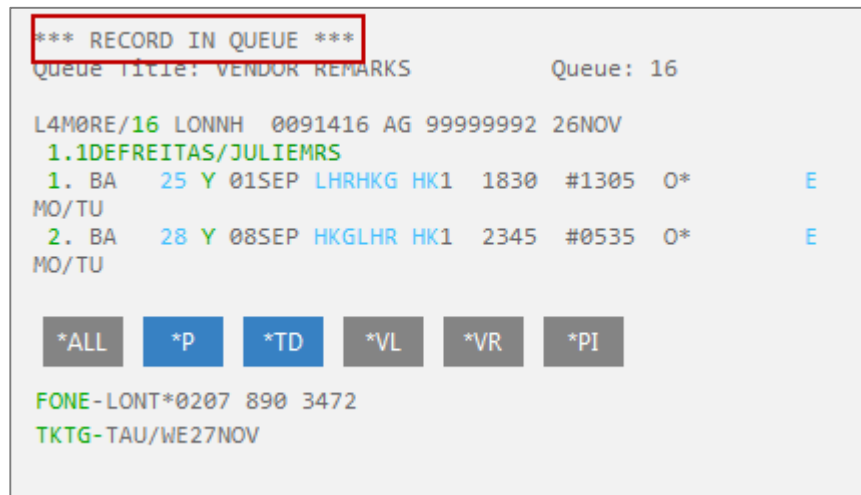 *** RECORD IN QUEUE ***
Queue Title: VENDOR REMARKS Queue: 16
L4M0RE/16 LONNH 0091416 AG 99999992 26NOV
1.1DEFREITAS/JULIEMRS
1. BA 25 Y 01SEP LHRHKG HK1 1830 #1305 O* E
MO/TU
2. BA 28 Y 08SEP HKGLHR HK1 2345 #0535 O* E
MO/TU
*ALL *P *TD *VL *VR *PI
FONE-LONT*0207 890 3472
TKTG-TAU/WE27NOV